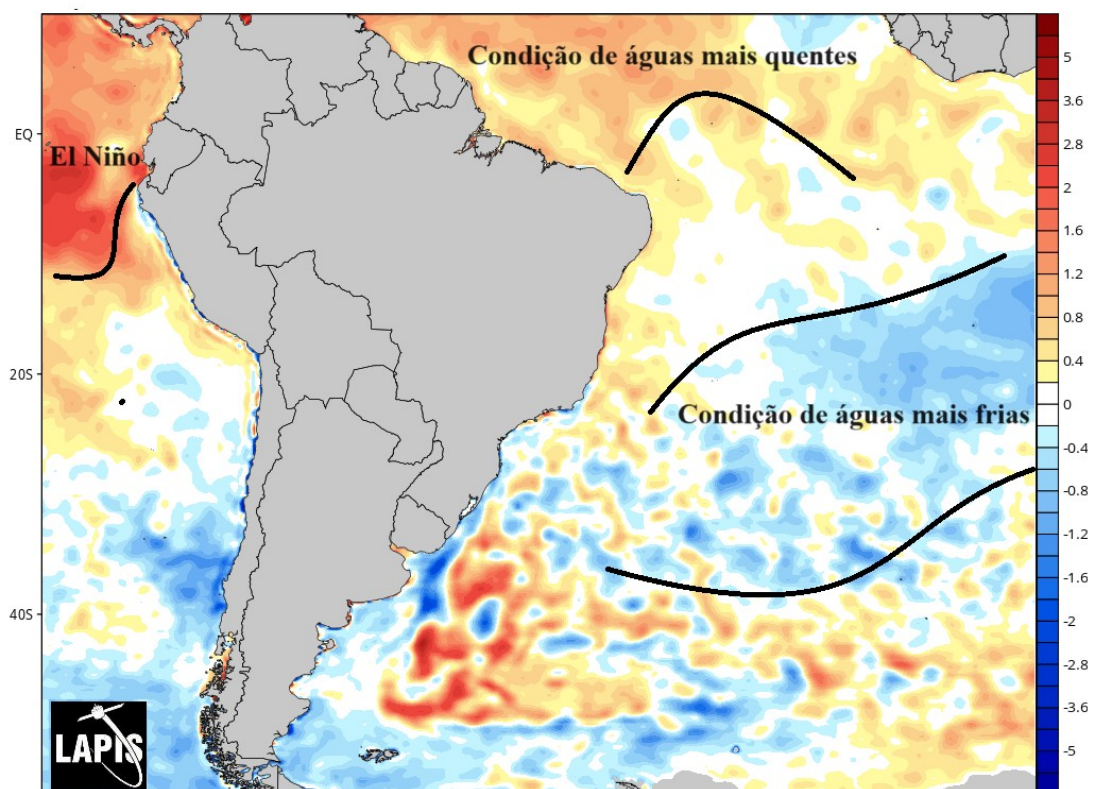 Condição de águas mais quentes
El Niño
Condição de águas mais frias
EQ
20S
40S
5
3.6
2.8
2
1.6
1.2
0.8
0.4
0
-0.4
-0.8
-1.2
-1.6
-2
-2.8
-3.6
-5
LAPIS